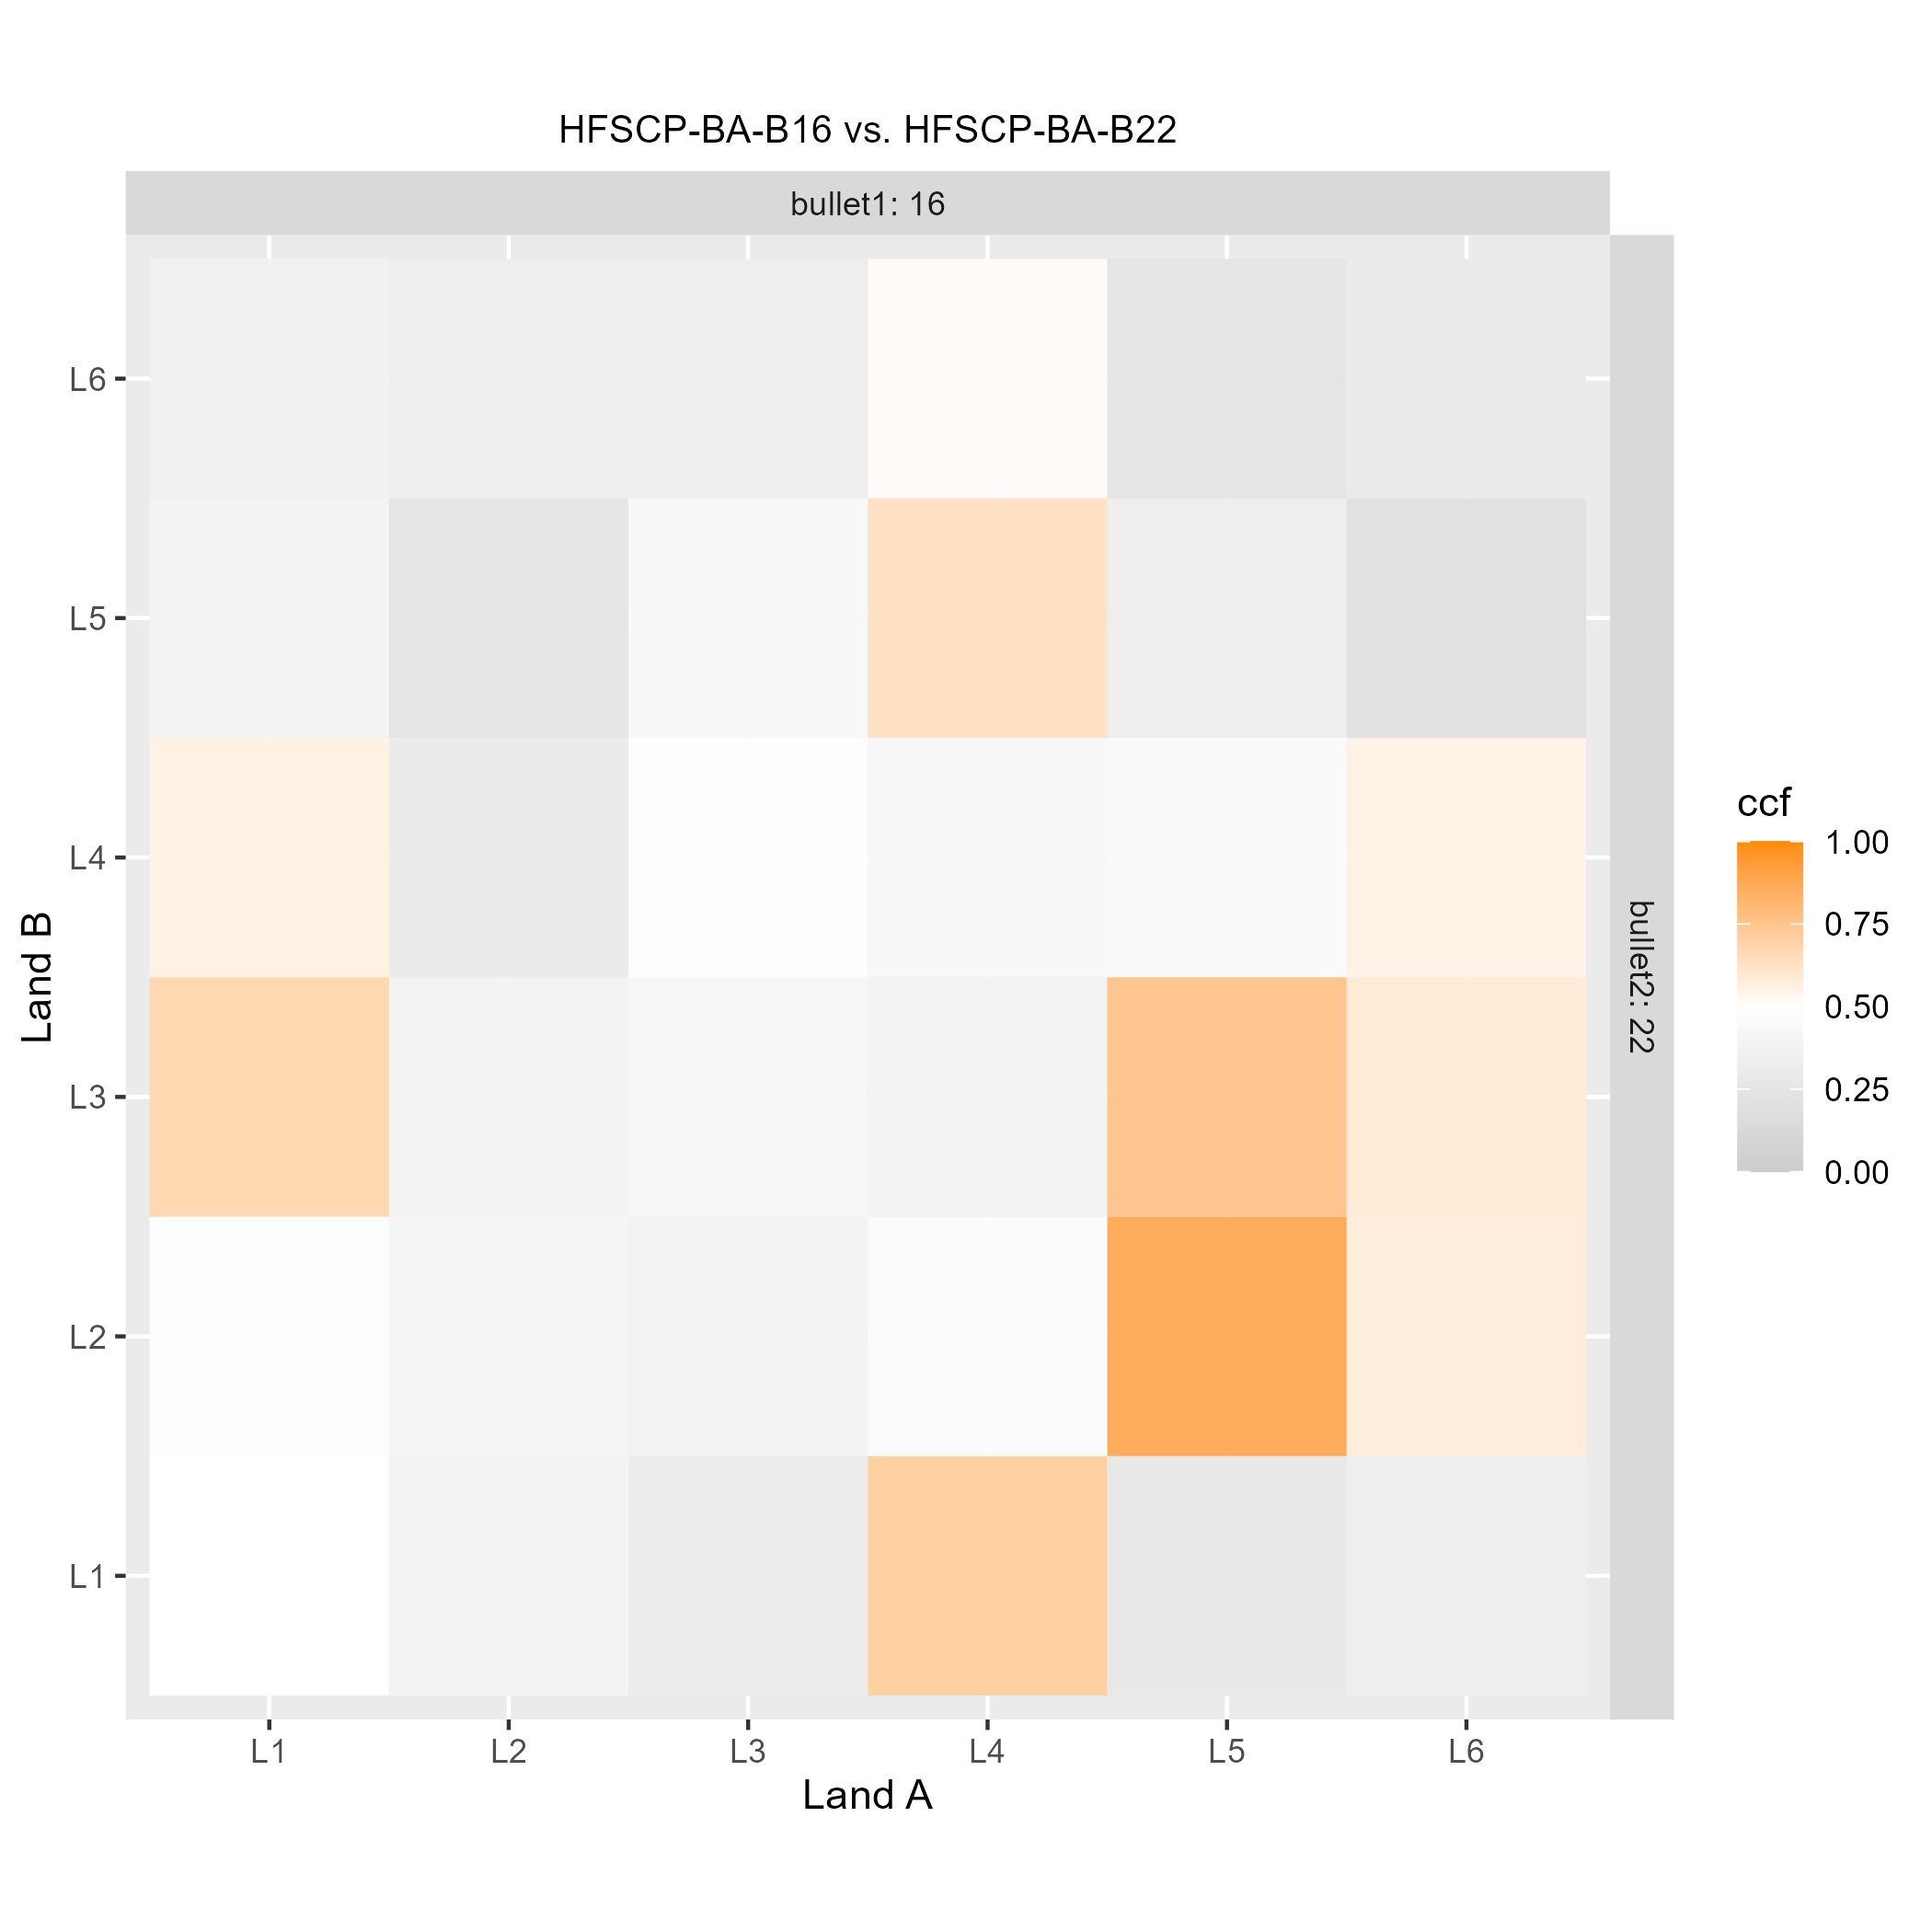 HFSCP-BA-B16 vs. HFSCP-BA-B22
bullet1: 16
L6
L5
L4
L3
L2
L1
Land B
L1 L2 L3 L4 L5 L6
Land A
bullet2: 22
ccf
1.00
0.75
0.50
0.25
0.00